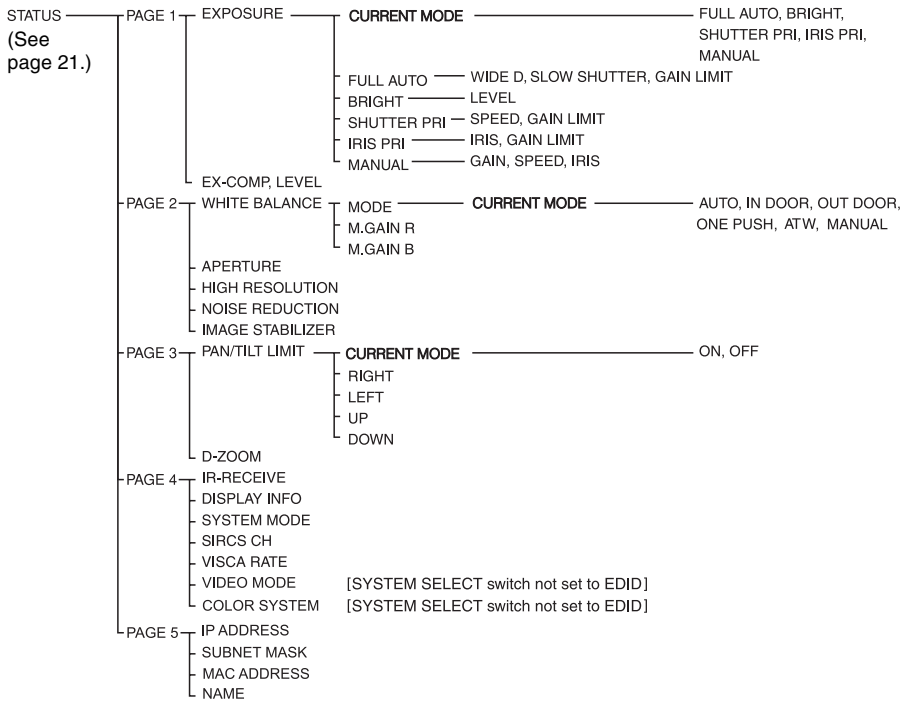 STATUS PAGE 1 EXPOSURE CURRENT MODE FULL AUTO, BRIGHT,
(See SHUTTER PRI, IRIS PRI,
page 21.) MANUAL
FULL AUTO WIDE D, SLOW SHUTTER, GAIN LIMIT
BRIGHT LEVEL
SHUTTER PRI SPEED, GAIN LIMIT
IRIS PRI IRIS, GAIN LIMIT
MANUAL GAIN, SPEED, IRIS
EX-COMP, LEVEL
PAGE 2 WHITE BALANCE MODE CURRENT MODE AUTO, IN DOOR, OUT DOOR,
M.GAIN R ONE PUSH, ATW, MANUAL
M.GAIN B
APERTURE
HIGH RESOLUTION
NOISE REDUCTION
IMAGE STABILIZER
PAGE 3 PAN/TILT LIMIT CURRENT MODE ON, OFF
RIGHT
LEFT
UP
DOWN
D-ZOOM
PAGE 4 IR-RECEIVE
DISPLAY INFO
SYSTEM MODE
SIRCS CH
VISCA RATE
VIDEO MODE [SYSTEM SELECT switch not set to EDID]
COLOR SYSTEM [SYSTEM SELECT switch not set to EDID]
PAGE 5 IP ADDRESS
SUBNET MASK
MAC ADDRESS
NAME